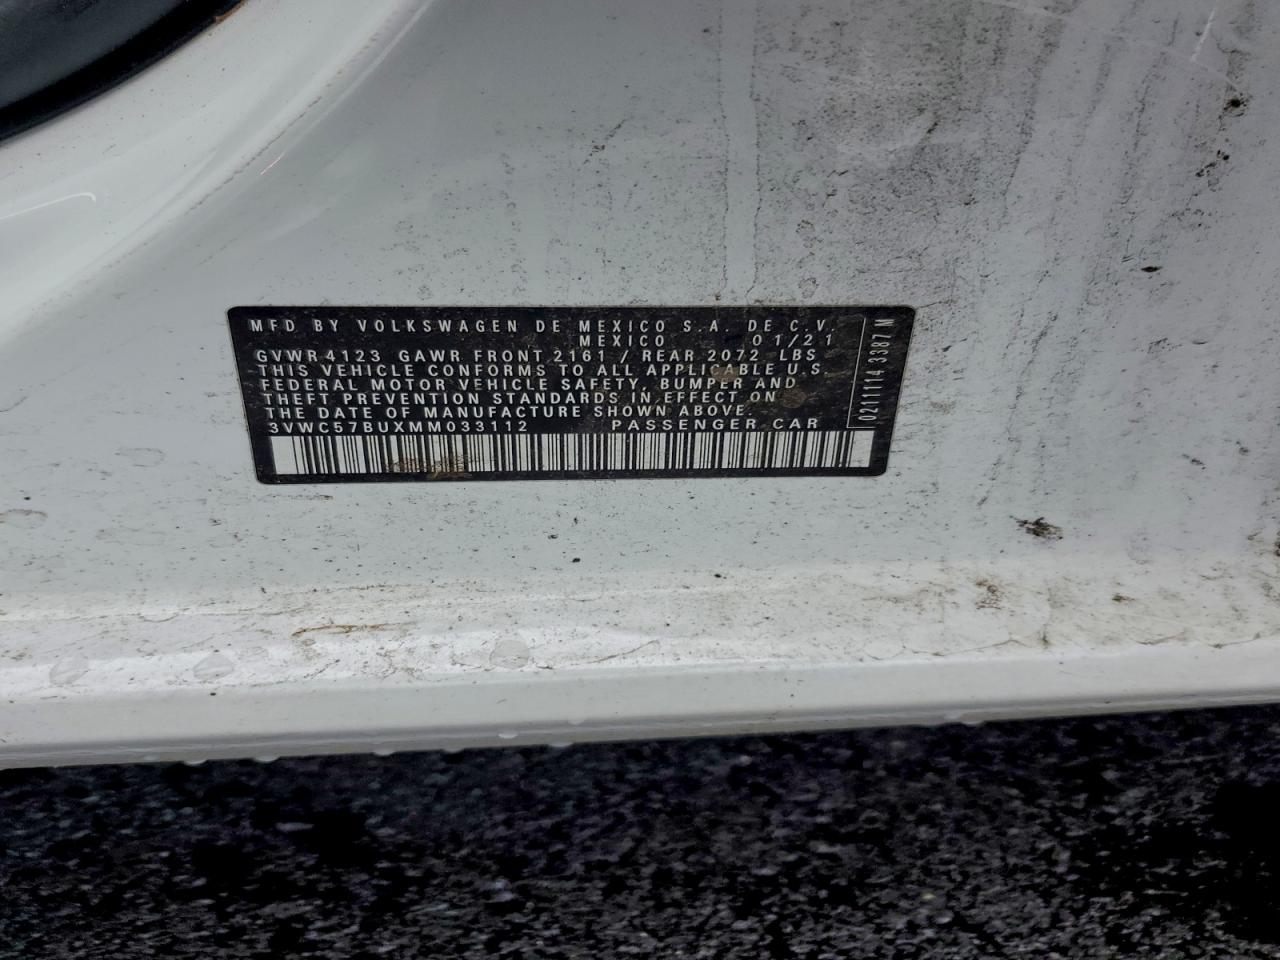 MFD. BY VOLKSWAGEN DE MEXICO S.A. DE C.V.
MEXICO 01/21
GVWR 4123 GAWR FRONT 2161 / REAR 2072 LBS
THIS VEHICLE CONFORMS TO ALL APPLICABLE U.S.
FEDERAL MOTOR VEHICLE SAFETY, BUMPER AND
THEFT PREVENTION STANDARDS IN EFFECT ON
THE DATE OF MANUFACTURE SHOWN ABOVE.
3VWC57BUXMM033112 PASSENGER CAR
0211114 3387 M